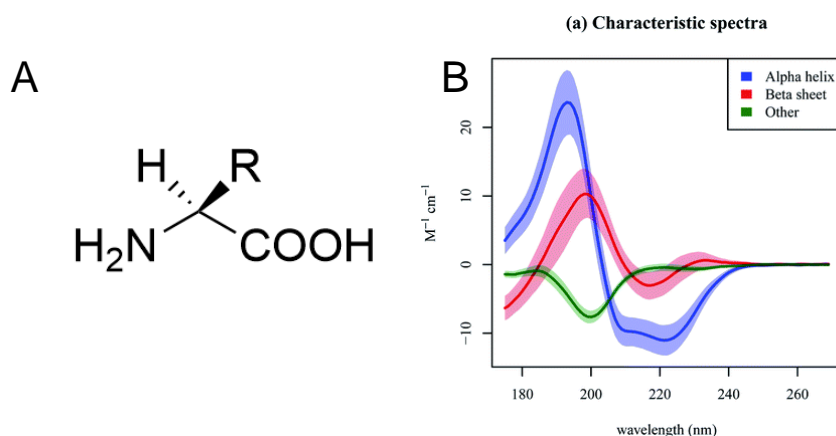 (a) Characteristic spectra
A
B
H R
H₂N COOH
Alpha helix
Beta sheet
Other
M⁻¹ cm⁻¹
20
10
0
−10
180 200 220 240 260
wavelength (nm)